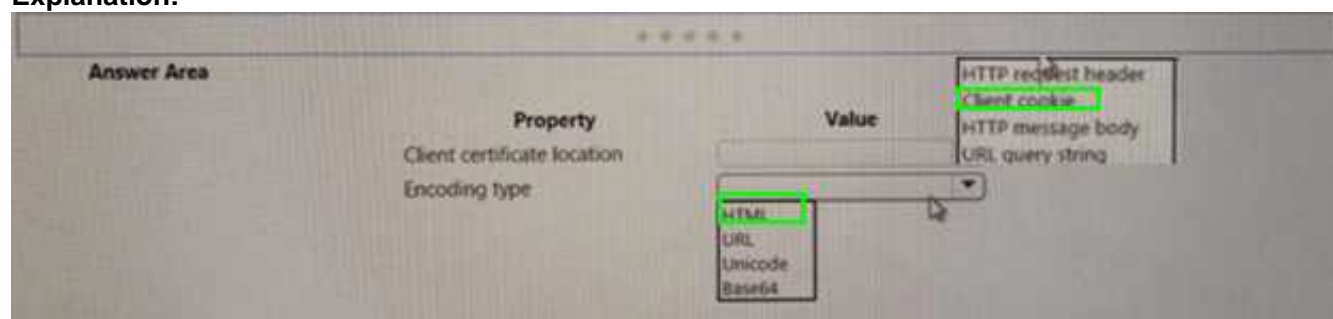 Explanation:
Answer Area
HTTP request header
Client cookie
HTTP message body
URL query string
Property Value
Client certificate location
Encoding type
HTML
URL
Unicode
Base64